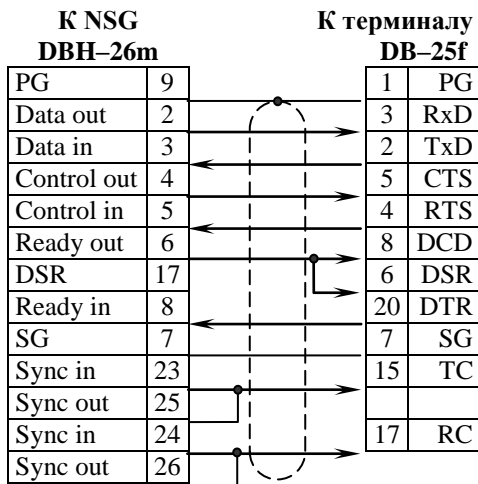 К NSG К терминалу
DBH–26m DB–25f
PG 9 1 PG
Data out 2 3 RxD
Data in 3 2 TxD
Control out 4 5 CTS
Control in 5 4 RTS
Ready out 6 8 DCD
DSR 17 6 DSR
Ready in 8 20 DTR
SG 7 7 SG
Sync in 23 15 TC
Sync out 25
Sync in 24 17 RC
Sync out 26